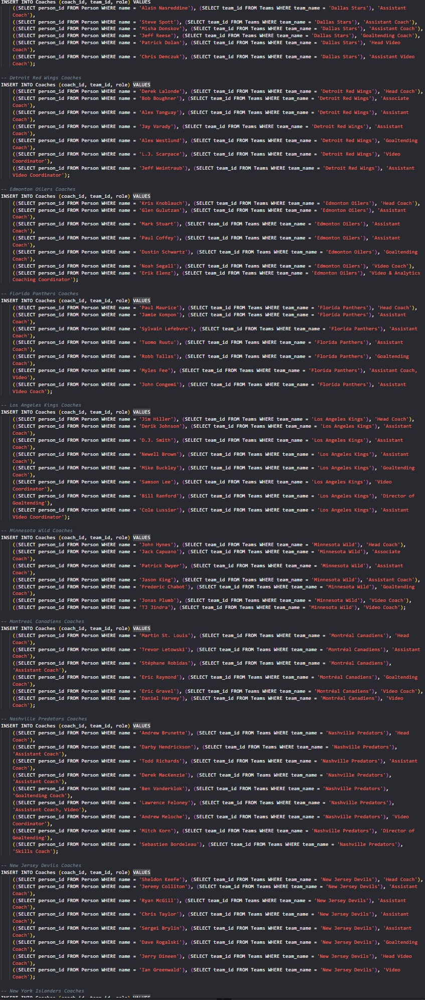 INSERT INTO Coaches (coach_id, team_id, role) VALUES
((SELECT person_id FROM Person WHERE name = 'Alain Nasreddine'), (SELECT team_id FROM Teams WHERE team_name = 'Dallas Stars'), 'Assistant
Coach'),
((SELECT person_id FROM Person WHERE name = 'Steve Spott'), (SELECT team_id FROM Teams WHERE team_name = 'Dallas Stars'), 'Assistant Coach'),
((SELECT person_id FROM Person WHERE name = 'Misha Donskov'), (SELECT team_id FROM Teams WHERE team_name = 'Dallas Stars'), 'Assistant Coach'),
((SELECT person_id FROM Person WHERE name = 'Jeff Reese'), (SELECT team_id FROM Teams WHERE team_name = 'Dallas Stars'), 'Goaltending Coach'),
((SELECT person_id FROM Person WHERE name = 'Patrick Dolan'), (SELECT team_id FROM Teams WHERE team_name = 'Dallas Stars'), 'Head Video
Coach'),
((SELECT person_id FROM Person WHERE name = 'Chris Demczuk'), (SELECT team_id FROM Teams WHERE team_name = 'Dallas Stars'), 'Assistant Video
Coach');
-- Detroit Red Wings Coaches
INSERT INTO Coaches (coach_id, team_id, role) VALUES
((SELECT person_id FROM Person WHERE name = 'Derek Lalonde'), (SELECT team_id FROM Teams WHERE team_name = 'Detroit Red Wings'), 'Head Coach'),
((SELECT person_id FROM Person WHERE name = 'Bob Boughner'), (SELECT team_id FROM Teams WHERE team_name = 'Detroit Red Wings'), 'Associate
Coach'),
((SELECT person_id FROM Person WHERE name = 'Alex Tanguay'), (SELECT team_id FROM Teams WHERE team_name = 'Detroit Red Wings'), 'Assistant
Coach'),
((SELECT person_id FROM Person WHERE name = 'Jay Varady'), (SELECT team_id FROM Teams WHERE team_name = 'Detroit Red Wings'), 'Assistant
Coach'),
((SELECT person_id FROM Person WHERE name = 'Alex Westlund'), (SELECT team_id FROM Teams WHERE team_name = 'Detroit Red Wings'), 'Goaltending
Coach'),
((SELECT person_id FROM Person WHERE name = 'L.J. Scarpace'), (SELECT team_id FROM Teams WHERE team_name = 'Detroit Red Wings'), 'Video
Coordinator'),
((SELECT person_id FROM Person WHERE name = 'Jeff Weintraub'), (SELECT team_id FROM Teams WHERE team_name = 'Detroit Red Wings'), 'Assistant
Video Coordinator');
-- Edmonton Oilers Coaches
INSERT INTO Coaches (coach_id, team_id, role) VALUES
((SELECT person_id FROM Person WHERE name = 'Kris Knoblauch'), (SELECT team_id FROM Teams WHERE team_name = 'Edmonton Oilers'), 'Head Coach'),
((SELECT person_id FROM Person WHERE name = 'Glen Gulutzan'), (SELECT team_id FROM Teams WHERE team_name = 'Edmonton Oilers'), 'Assistant
Coach'),
((SELECT person_id FROM Person WHERE name = 'Mark Stuart'), (SELECT team_id FROM Teams WHERE team_name = 'Edmonton Oilers'), 'Assistant
Coach'),
((SELECT person_id FROM Person WHERE name = 'Paul Coffey'), (SELECT team_id FROM Teams WHERE team_name = 'Edmonton Oilers'), 'Assistant
Coach'),
((SELECT person_id FROM Person WHERE name = 'Dustin Schwartz'), (SELECT team_id FROM Teams WHERE team_name = 'Edmonton Oilers'), 'Goaltending
Coach'),
((SELECT person_id FROM Person WHERE name = 'Noah Segall'), (SELECT team_id FROM Teams WHERE team_name = 'Edmonton Oilers'), 'Video Coach'),
((SELECT person_id FROM Person WHERE name = 'Erik Elenz'), (SELECT team_id FROM Teams WHERE team_name = 'Edmonton Oilers'), 'Video & Analytics
Coaching Coordinator');
-- Florida Panthers Coaches
INSERT INTO Coaches (coach_id, team_id, role) VALUES
((SELECT person_id FROM Person WHERE name = 'Paul Maurice'), (SELECT team_id FROM Teams WHERE team_name = 'Florida Panthers'), 'Head Coach'),
((SELECT person_id FROM Person WHERE name = 'Jamie Kompon'), (SELECT team_id FROM Teams WHERE team_name = 'Florida Panthers'), 'Assistant
Coach'),
((SELECT person_id FROM Person WHERE name = 'Sylvain Lefebvre'), (SELECT team_id FROM Teams WHERE team_name = 'Florida Panthers'), 'Assistant
Coach'),
((SELECT person_id FROM Person WHERE name = 'Tuomo Ruutu'), (SELECT team_id FROM Teams WHERE team_name = 'Florida Panthers'), 'Assistant
Coach'),
((SELECT person_id FROM Person WHERE name = 'Robb Tallas'), (SELECT team_id FROM Teams WHERE team_name = 'Florida Panthers'), 'Goaltending
Coach'),
((SELECT person_id FROM Person WHERE name = 'Myles Fee'), (SELECT team_id FROM Teams WHERE team_name = 'Florida Panthers'), 'Assistant Coach,
Video'),
((SELECT person_id FROM Person WHERE name = 'John Congemi'), (SELECT team_id FROM Teams WHERE team_name = 'Florida Panthers'), 'Assistant
Video Coach');
-- Los Angeles Kings Coaches
INSERT INTO Coaches (coach_id, team_id, role) VALUES
((SELECT person_id FROM Person WHERE name = 'Jim Hiller'), (SELECT team_id FROM Teams WHERE team_name = 'Los Angeles Kings'), 'Head Coach'),
((SELECT person_id FROM Person WHERE name = 'Derik Johnson'), (SELECT team_id FROM Teams WHERE team_name = 'Los Angeles Kings'), 'Assistant
Coach'),
((SELECT person_id FROM Person WHERE name = 'D.J. Smith'), (SELECT team_id FROM Teams WHERE team_name = 'Los Angeles Kings'), 'Assistant
Coach'),
((SELECT person_id FROM Person WHERE name = 'Newell Brown'), (SELECT team_id FROM Teams WHERE team_name = 'Los Angeles Kings'), 'Assistant
Coach'),
((SELECT person_id FROM Person WHERE name = 'Mike Buckley'), (SELECT team_id FROM Teams WHERE team_name = 'Los Angeles Kings'), 'Goaltending
Coach'),
((SELECT person_id FROM Person WHERE name = 'Samson Lee'), (SELECT team_id FROM Teams WHERE team_name = 'Los Angeles Kings'), 'Video
Coordinator'),
((SELECT person_id FROM Person WHERE name = 'Bill Ranford'), (SELECT team_id FROM Teams WHERE team_name = 'Los Angeles Kings'), 'Director of
Goaltending'),
((SELECT person_id FROM Person WHERE name = 'Cole Lussier'), (SELECT team_id FROM Teams WHERE team_name = 'Los Angeles Kings'), 'Assistant
Video Coordinator');
-- Minnesota Wild Coaches
INSERT INTO Coaches (coach_id, team_id, role) VALUES
((SELECT person_id FROM Person WHERE name = 'John Hynes'), (SELECT team_id FROM Teams WHERE team_name = 'Minnesota Wild'), 'Head Coach'),
((SELECT person_id FROM Person WHERE name = 'Jack Capuano'), (SELECT team_id FROM Teams WHERE team_name = 'Minnesota Wild'), 'Associate
Coach'),
((SELECT person_id FROM Person WHERE name = 'Patrick Dwyer'), (SELECT team_id FROM Teams WHERE team_name = 'Minnesota Wild'), 'Assistant
Coach'),
((SELECT person_id FROM Person WHERE name = 'Jason King'), (SELECT team_id FROM Teams WHERE team_name = 'Minnesota Wild'), 'Assistant Coach'),
((SELECT person_id FROM Person WHERE name = 'Frederic Chabot'), (SELECT team_id FROM Teams WHERE team_name = 'Minnesota Wild'), 'Goaltending
Coach'),
((SELECT person_id FROM Person WHERE name = 'Jonas Plumb'), (SELECT team_id FROM Teams WHERE team_name = 'Minnesota Wild'), 'Video Coach'),
((SELECT person_id FROM Person WHERE name = 'TJ Jindra'), (SELECT team_id FROM Teams WHERE team_name = 'Minnesota Wild'), 'Video Coach');
-- Montreal Canadiens Coaches
INSERT INTO Coaches (coach_id, team_id, role) VALUES
((SELECT person_id FROM Person WHERE name = 'Martin St. Louis'), (SELECT team_id FROM Teams WHERE team_name = 'Montréal Canadiens'), 'Head
Coach'),
((SELECT person_id FROM Person WHERE name = 'Trevor Letowski'), (SELECT team_id FROM Teams WHERE team_name = 'Montréal Canadiens'), 'Assistant
Coach'),
((SELECT person_id FROM Person WHERE name = 'Stéphane Robidas'), (SELECT team_id FROM Teams WHERE team_name = 'Montréal Canadiens'),
'Assistant Coach'),
((SELECT person_id FROM Person WHERE name = 'Eric Raymond'), (SELECT team_id FROM Teams WHERE team_name = 'Montréal Canadiens'), 'Goaltending
Coach'),
((SELECT person_id FROM Person WHERE name = 'Eric Gravel'), (SELECT team_id FROM Teams WHERE team_name = 'Montréal Canadiens'), 'Video Coach'),
((SELECT person_id FROM Person WHERE name = 'Daniel Harvey'), (SELECT team_id FROM Teams WHERE team_name = 'Montréal Canadiens'), 'Video
Coach');
-- Nashville Predators Coaches
INSERT INTO Coaches (coach_id, team_id, role) VALUES
((SELECT person_id FROM Person WHERE name = 'Andrew Brunette'), (SELECT team_id FROM Teams WHERE team_name = 'Nashville Predators'), 'Head
Coach'),
((SELECT person_id FROM Person WHERE name = 'Darby Hendrickson'), (SELECT team_id FROM Teams WHERE team_name = 'Nashville Predators'),
'Assistant Coach'),
((SELECT person_id FROM Person WHERE name = 'Todd Richards'), (SELECT team_id FROM Teams WHERE team_name = 'Nashville Predators'), 'Assistant
Coach'),
((SELECT person_id FROM Person WHERE name = 'Derek MacKenzie'), (SELECT team_id FROM Teams WHERE team_name = 'Nashville Predators'),
'Assistant Coach'),
((SELECT person_id FROM Person WHERE name = 'Ben Vanderklok'), (SELECT team_id FROM Teams WHERE team_name = 'Nashville Predators'),
'Goaltending Coach'),
((SELECT person_id FROM Person WHERE name = 'Lawrence Feloney'), (SELECT team_id FROM Teams WHERE team_name = 'Nashville Predators'),
'Assistant Coach, Video'),
((SELECT person_id FROM Person WHERE name = 'Andrew Meloche'), (SELECT team_id FROM Teams WHERE team_name = 'Nashville Predators'), 'Video
Coordinator'),
((SELECT person_id FROM Person WHERE name = 'Mitch Korn'), (SELECT team_id FROM Teams WHERE team_name = 'Nashville Predators'), 'Director of
Goaltending'),
((SELECT person_id FROM Person WHERE name = 'Sebastien Bordeleau'), (SELECT team_id FROM Teams WHERE team_name = 'Nashville Predators'),
'Skills Coach');
-- New Jersey Devils Coaches
INSERT INTO Coaches (coach_id, team_id, role) VALUES
((SELECT person_id FROM Person WHERE name = 'Sheldon Keefe'), (SELECT team_id FROM Teams WHERE team_name = 'New Jersey Devils'), 'Head Coach'),
((SELECT person_id FROM Person WHERE name = 'Jeremy Colliton'), (SELECT team_id FROM Teams WHERE team_name = 'New Jersey Devils'), 'Assistant
Coach'),
((SELECT person_id FROM Person WHERE name = 'Ryan McGill'), (SELECT team_id FROM Teams WHERE team_name = 'New Jersey Devils'), 'Assistant
Coach'),
((SELECT person_id FROM Person WHERE name = 'Chris Taylor'), (SELECT team_id FROM Teams WHERE team_name = 'New Jersey Devils'), 'Assistant
Coach'),
((SELECT person_id FROM Person WHERE name = 'Sergei Brylin'), (SELECT team_id FROM Teams WHERE team_name = 'New Jersey Devils'), 'Assistant
Coach'),
((SELECT person_id FROM Person WHERE name = 'Dave Rogalski'), (SELECT team_id FROM Teams WHERE team_name = 'New Jersey Devils'), 'Goaltending
Coach'),
((SELECT person_id FROM Person WHERE name = 'Jerry Dineen'), (SELECT team_id FROM Teams WHERE team_name = 'New Jersey Devils'), 'Head Video
Coach'),
((SELECT person_id FROM Person WHERE name = 'Ian Greenwald'), (SELECT team_id FROM Teams WHERE team_name = 'New Jersey Devils'), 'Video
Coach');
-- New York Islanders Coaches
INSERT INTO Coaches (coach_id, team_id, role) VALUES